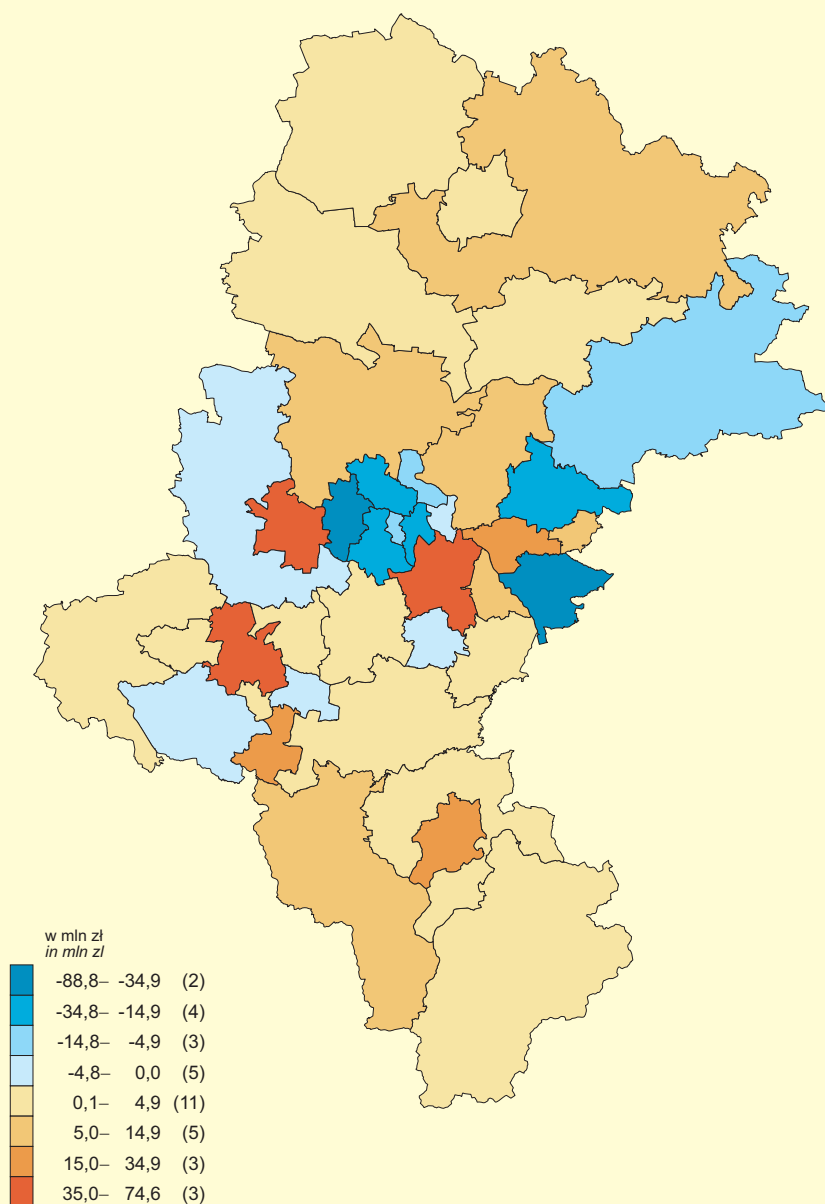 w mln zł
in mln zl
-88,8– -34,9 (2)
-34,8– -14,9 (4)
-14,8– -4,9 (3)
-4,8– 0,0 (5)
0,1– 4,9 (11)
5,0– 14,9 (5)
15,0– 34,9 (3)
35,0– 74,6 (3)